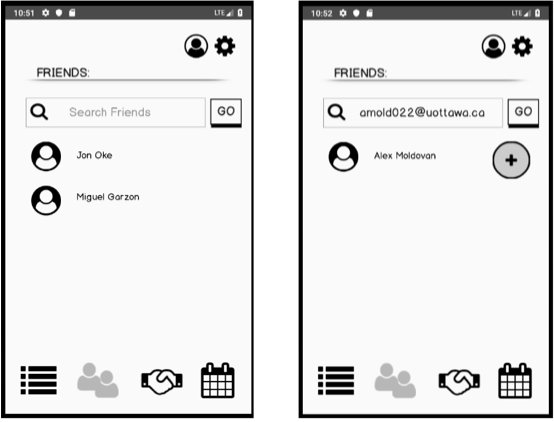 10:51 LTE
FRIENDS:
Search Friends GO
Jon Oke
Miguel Garzon
10:52 LTE
FRIENDS:
amold022@uottawa.ca GO
Alex Moldovan